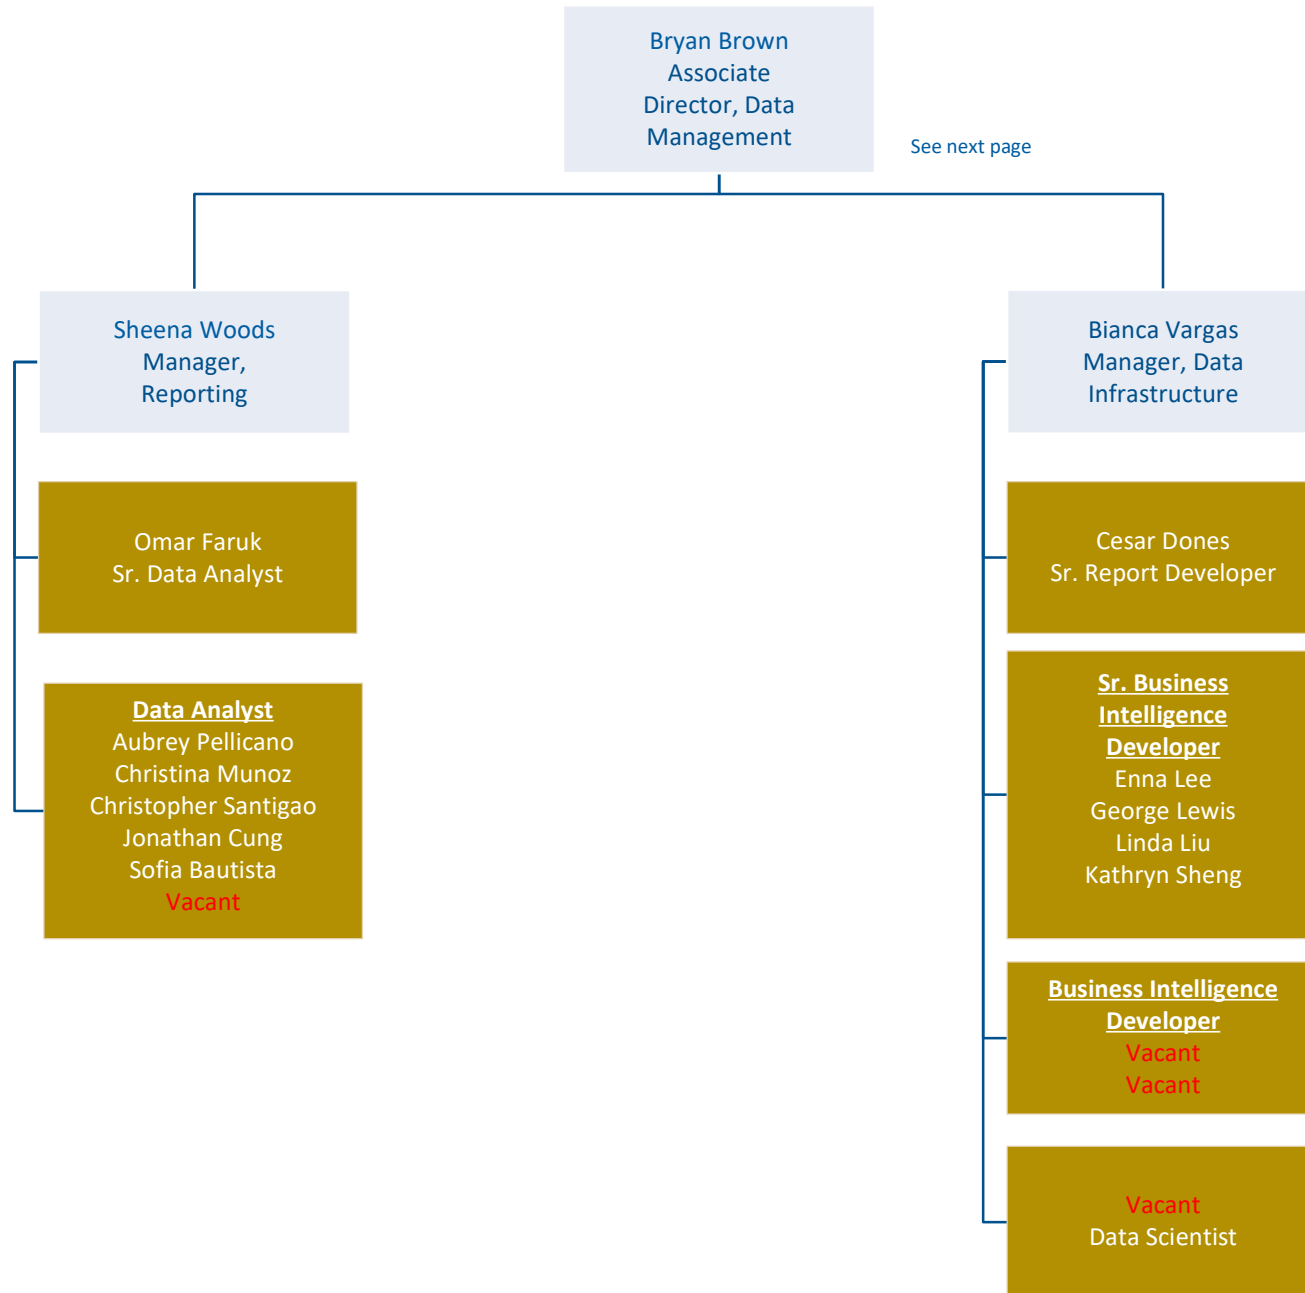 Bryan Brown
Associate
Director, Data
Management
See next page
Sheena Woods
Manager,
Reporting
Omar Faruk
Sr. Data Analyst
Data Analyst
Aubrey Pellicano
Christina Munoz
Christopher Santigao
Jonathan Cung
Sofia Bautista
Vacant
Bianca Vargas
Manager, Data
Infrastructure
Cesar Dones
Sr. Report Developer
Sr. Business
Intelligence
Developer
Enna Lee
George Lewis
Linda Liu
Kathryn Sheng
Business Intelligence
Developer
Vacant
Vacant
Vacant
Data Scientist